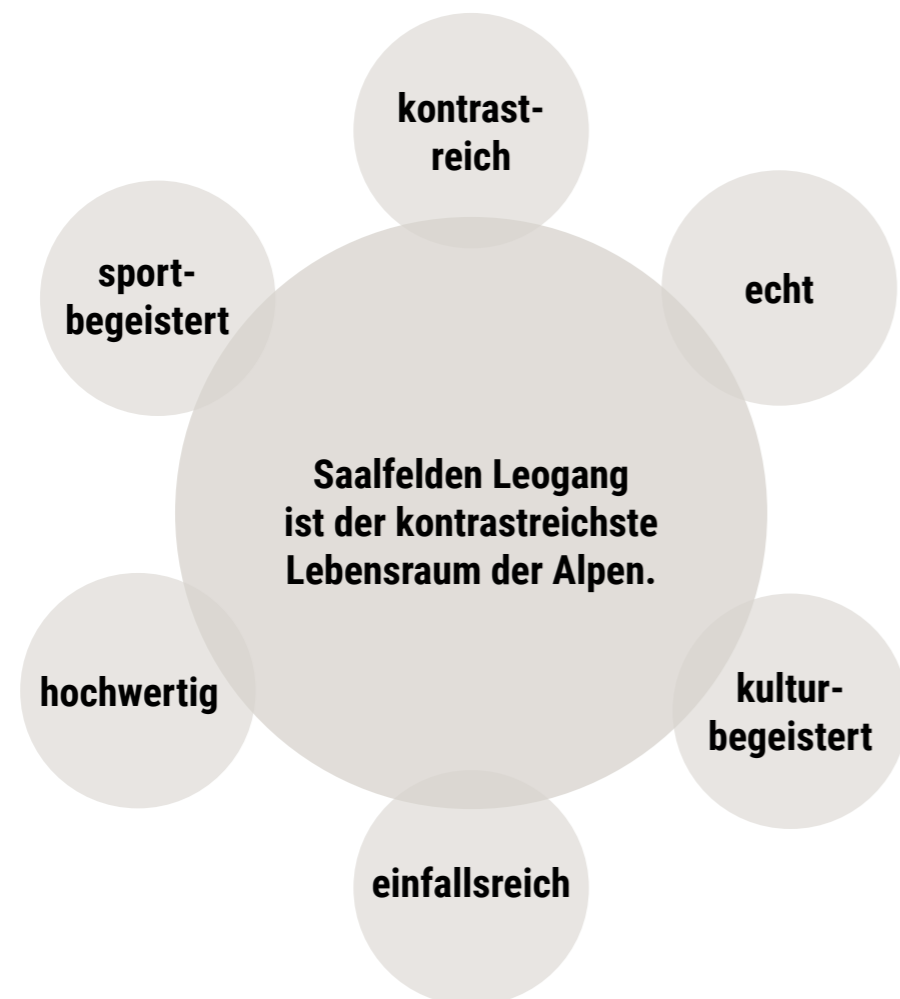 kontrast-
reich
echt
sport-
begeistert
Saalfelden Leogang
ist der kontrastreichste
Lebensraum der Alpen.
hochwertig
kultur-
begeistert
einfallsreich